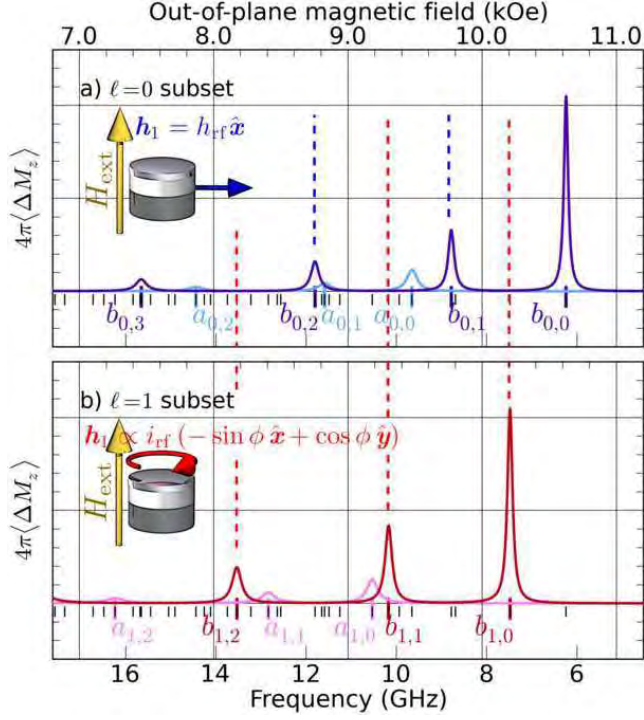 Out-of-plane magnetic field (kOe)
7.0 8.0 9.0 10.0 11.0
a) ℓ=0 subset
h₁ = h_rf x̂
H_ext
4π⟨ΔM_z⟩
b_{0,3} a_{0,2} b_{0,2} a_{0,1} a_{0,0} b_{0,1} b_{0,0}
b) ℓ=1 subset
h₁ ∝ i_rf (− sin ϕ x̂ + cos ϕ ŷ)
H_ext
4π⟨ΔM_z⟩
a_{1,2} b_{1,2} a_{1,1} a_{1,0} b_{1,1} b_{1,0}
16 14 12 10 8 6
Frequency (GHz)